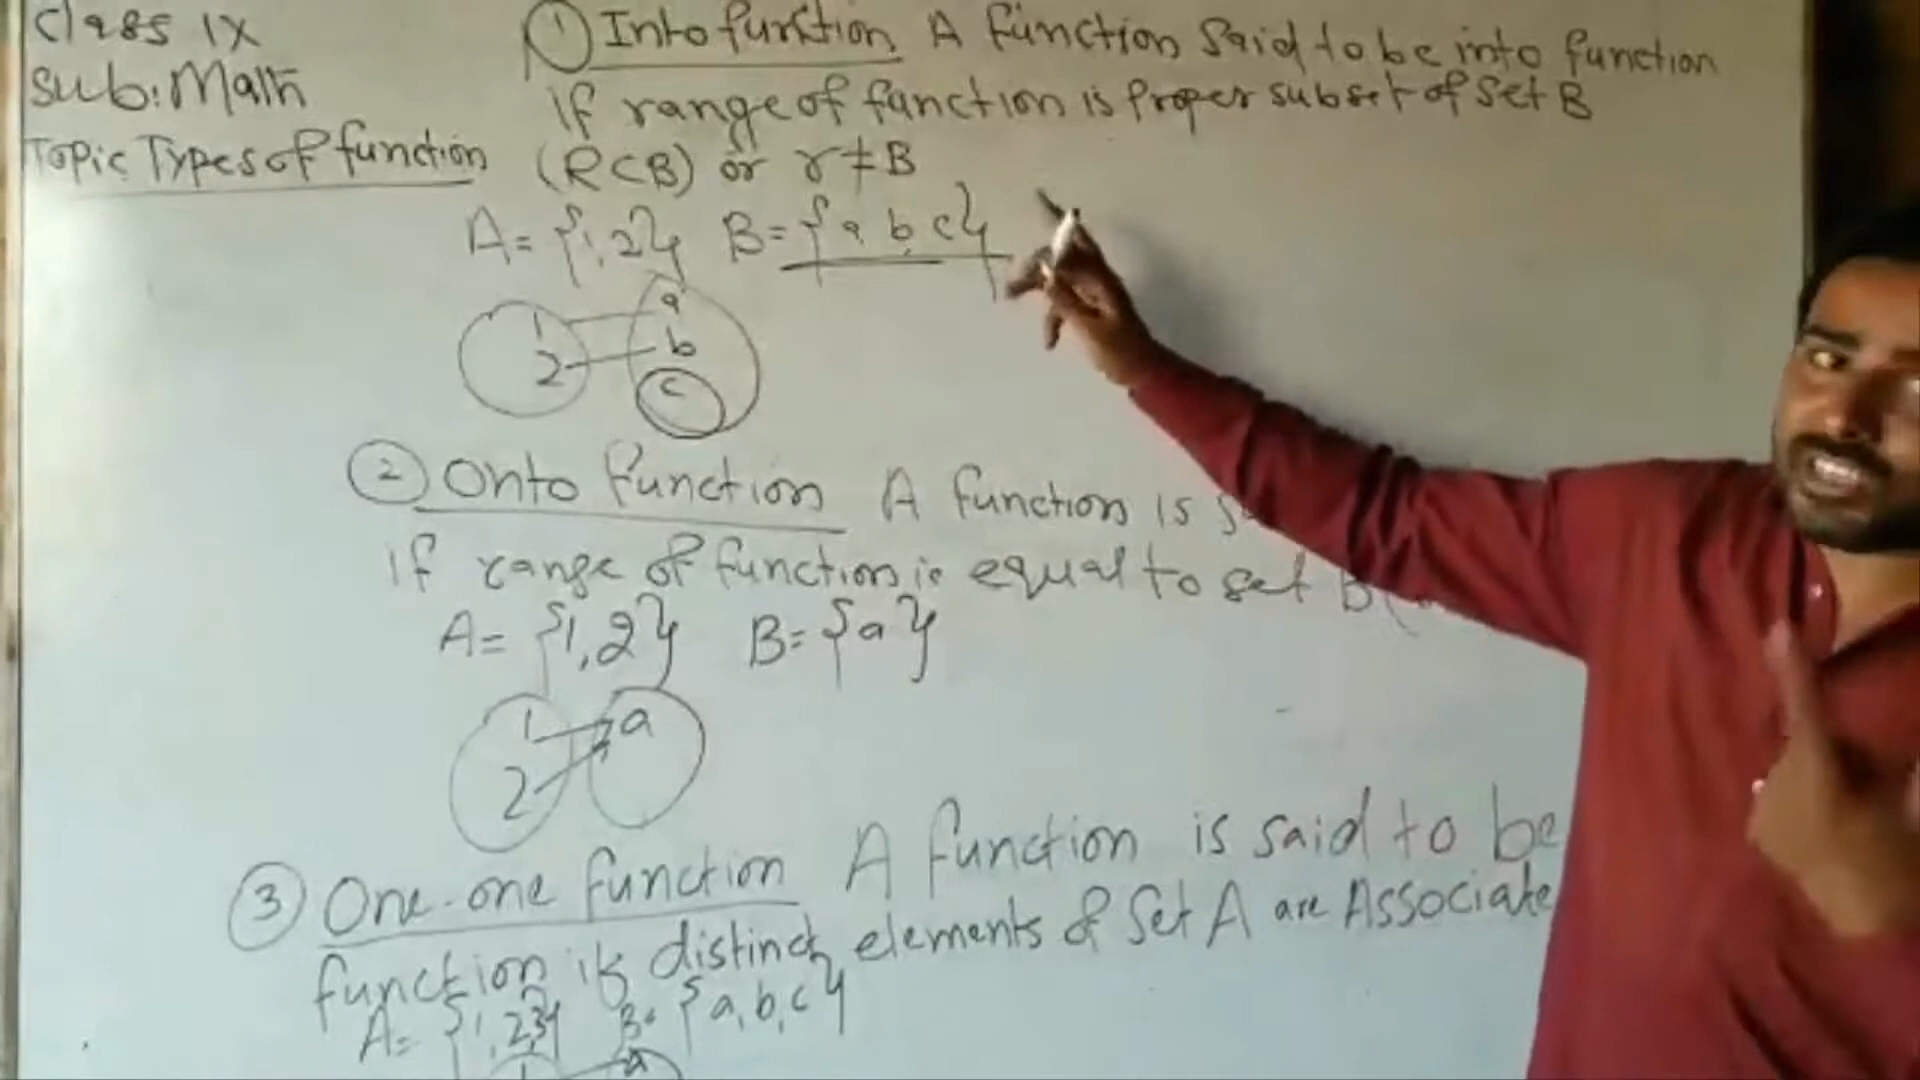 Class IX
Sub: Math
Topic Types of function
① Into function A function said to be into function
if range of function is proper subset of set B
(R⊂B) or r≠B
A= {1,2} B= {a b c}
1 a
2 b
c
② Onto function A function is
if range of function is equal to set B
A= {1,2} B= {a}
1 a
2
③ One-one function A function is said to be
function if distinct elements of set A are Associate
A= {1,2,3} B= {a,b,c}
1 a